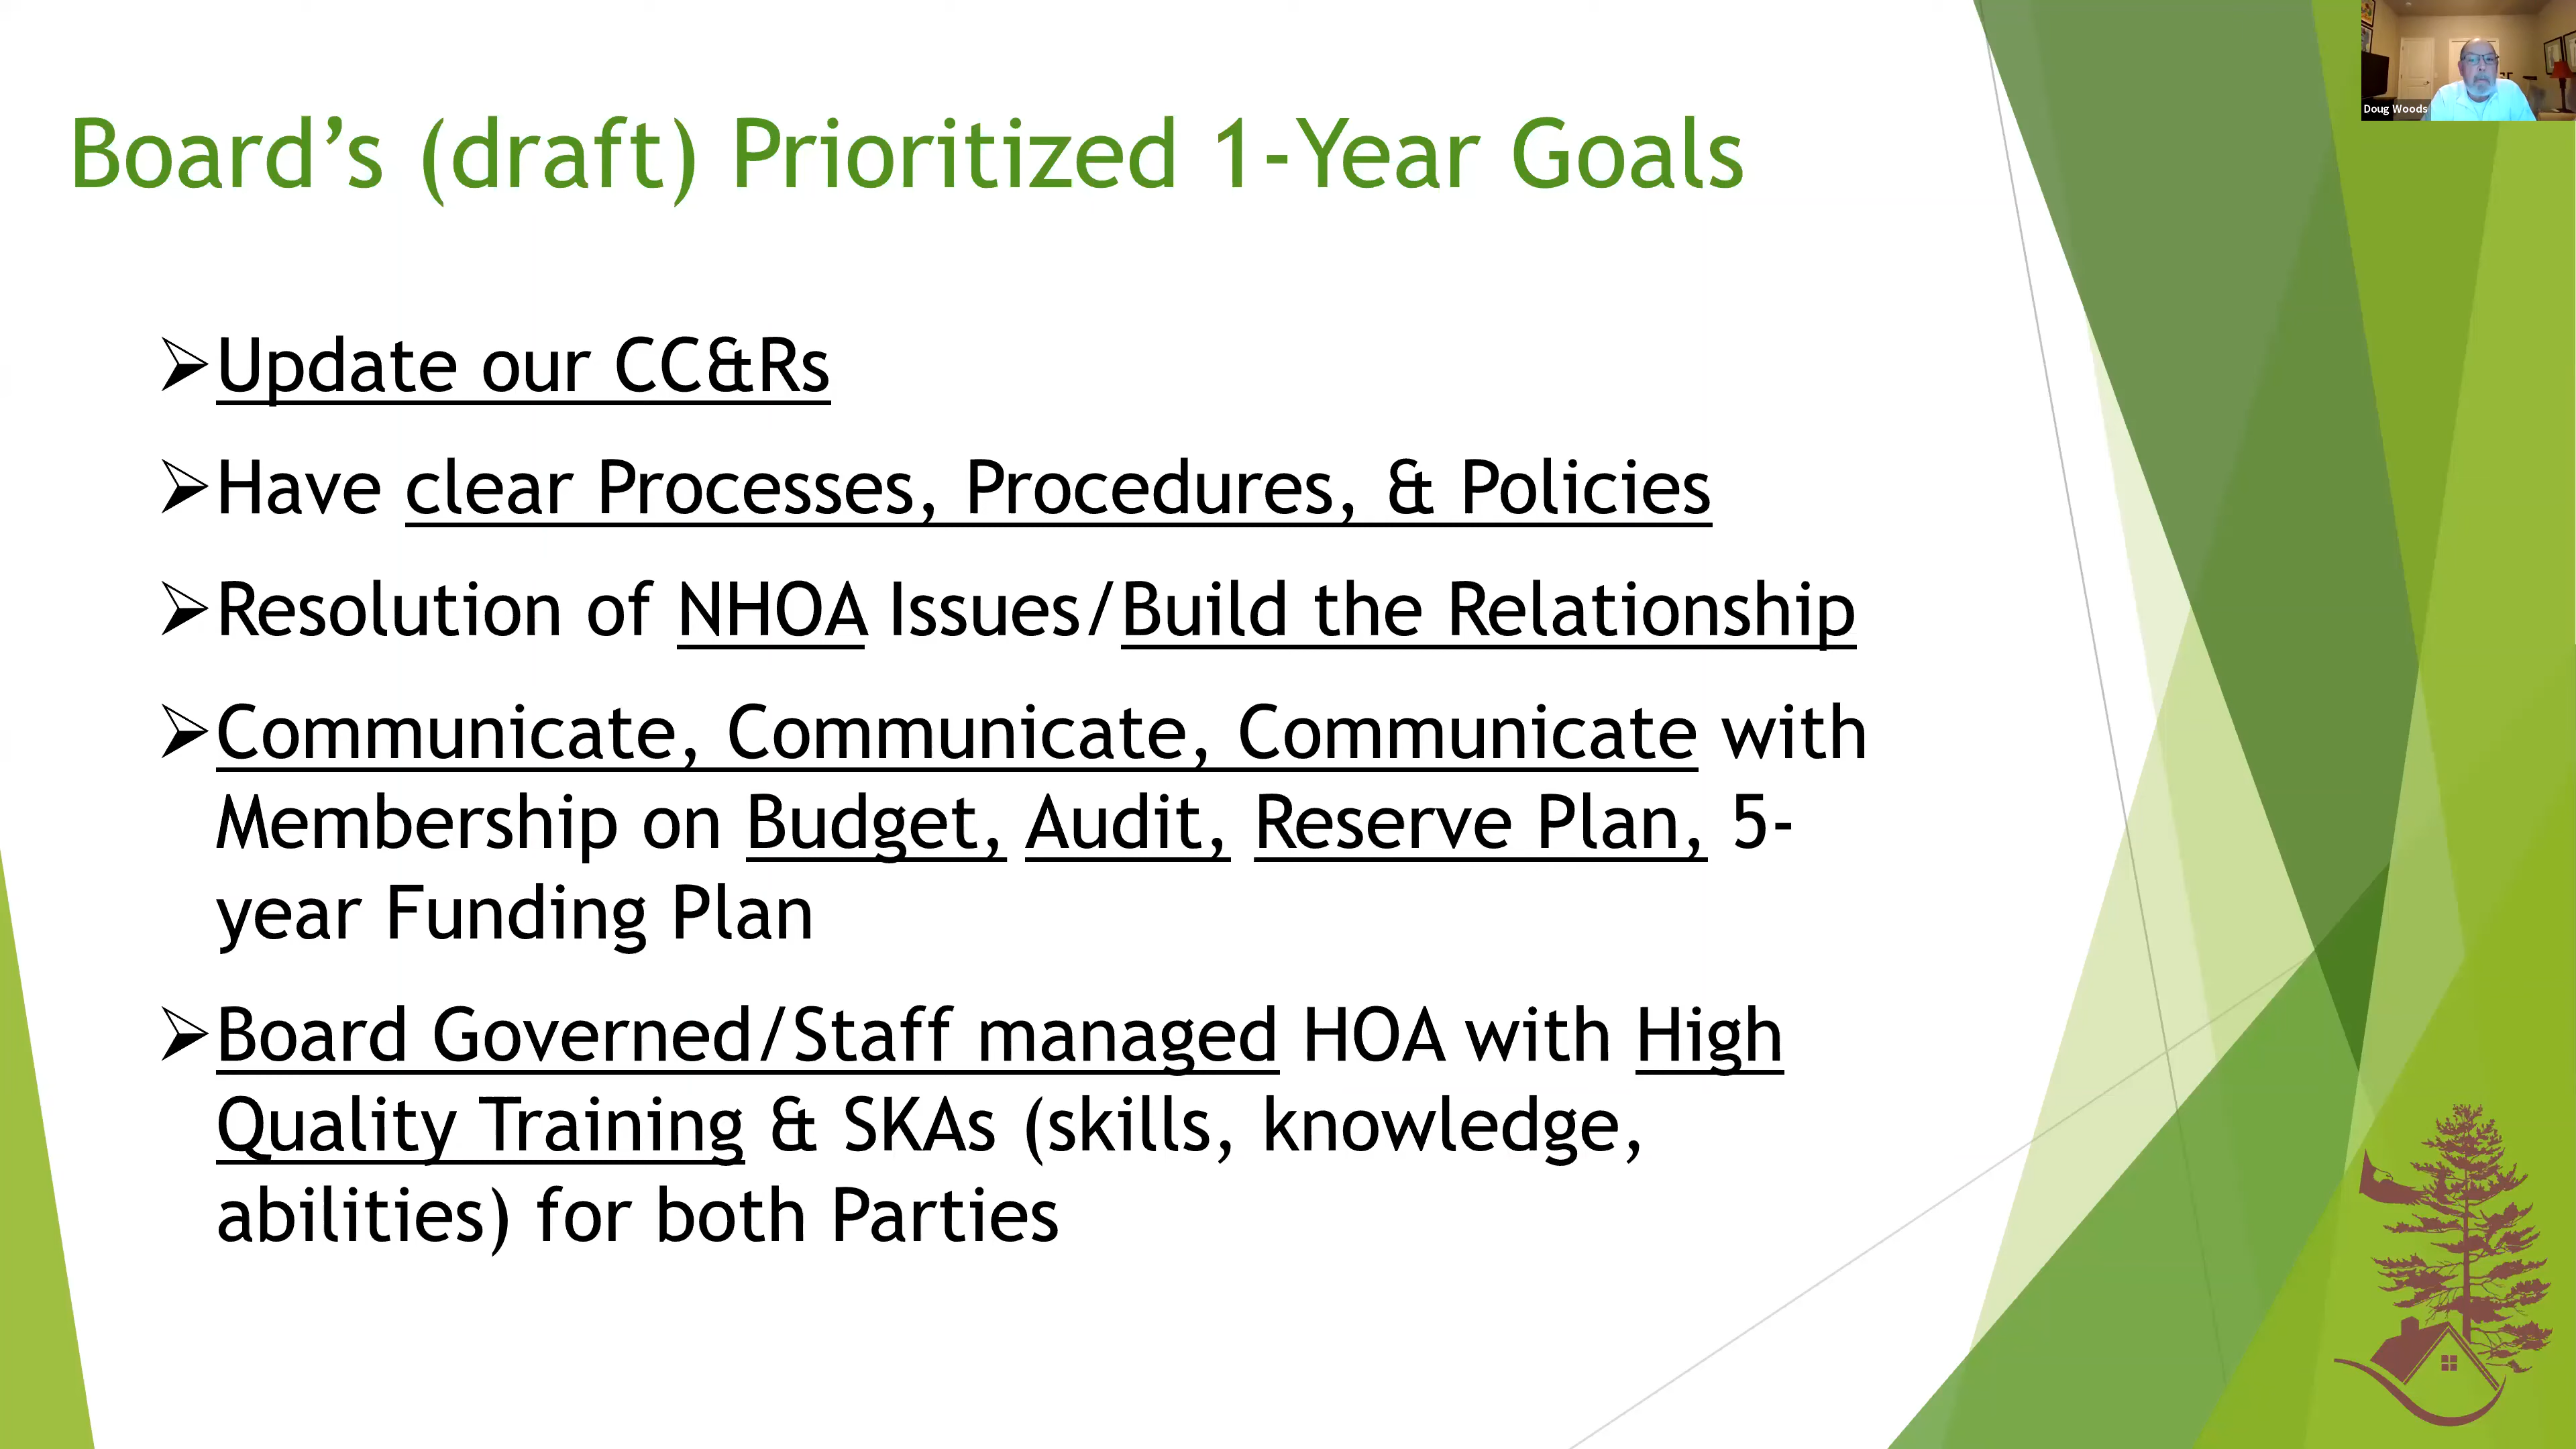 Board’s (draft) Prioritized 1-Year Goals
Doug Woods
Update our CC&Rs
Have clear Processes, Procedures, & Policies
Resolution of NHOA Issues/Build the Relationship
Communicate, Communicate, Communicate with
Membership on Budget, Audit, Reserve Plan, 5-
year Funding Plan
Board Governed/Staff managed HOA with High
Quality Training & SKAs (skills, knowledge,
abilities) for both Parties